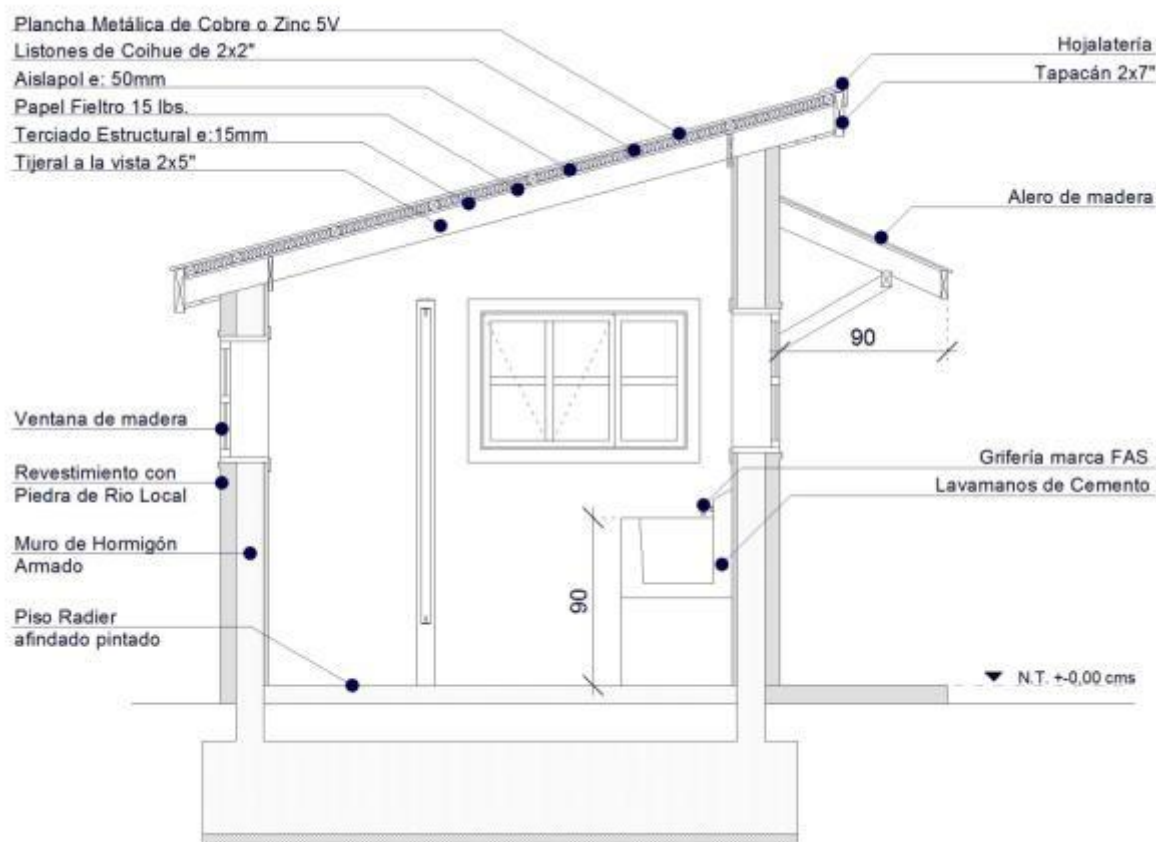 Plancha Metálica de Cobre o Zinc 5V
Listones de Coihue de 2x2"
Aislapol e: 50mm
Papel Fieltro 15 lbs.
Terciado Estructural e:15mm
Tijeral a la vista 2x5"
Hojalatería
Tapacán 2x7"
Alero de madera
90
Ventana de madera
Revestimiento con
Piedra de Rio Local
Muro de Hormigón
Armado
Piso Radier
afindado pintado
Grifería marca FAS
Lavamanos de Cemento
90
N.T. +-0,00 cms